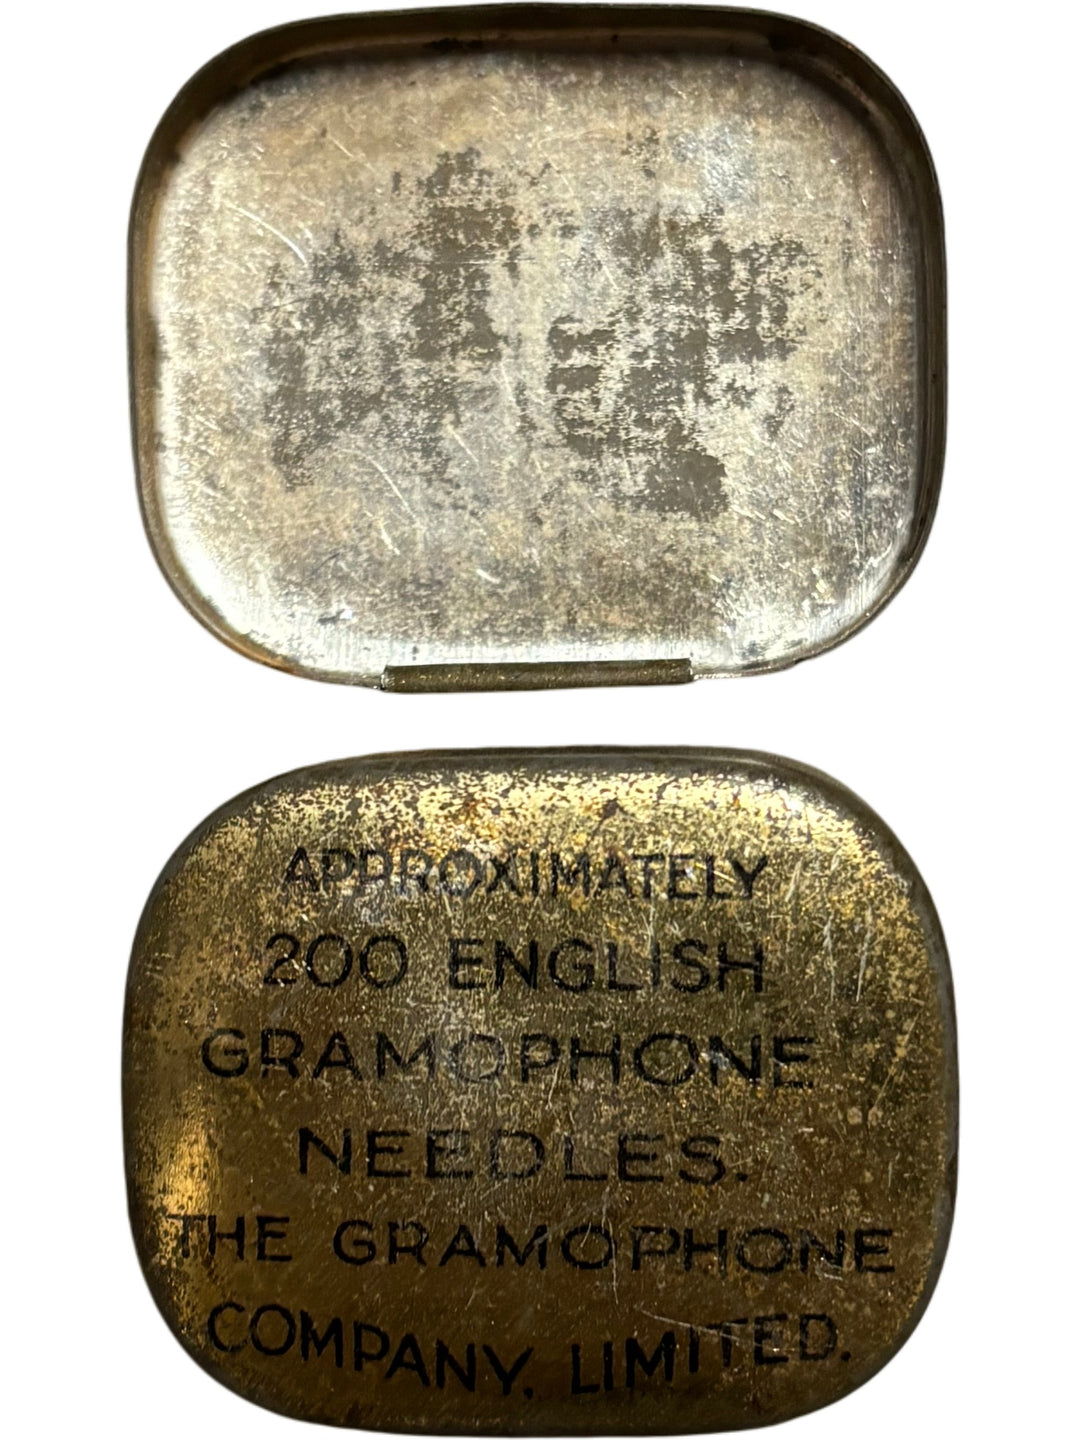 APPROXIMATELY
200 ENGLISH
GRAMOPHONE
NEEDLES.
THE GRAMOPHONE
COMPANY, LIMITED.